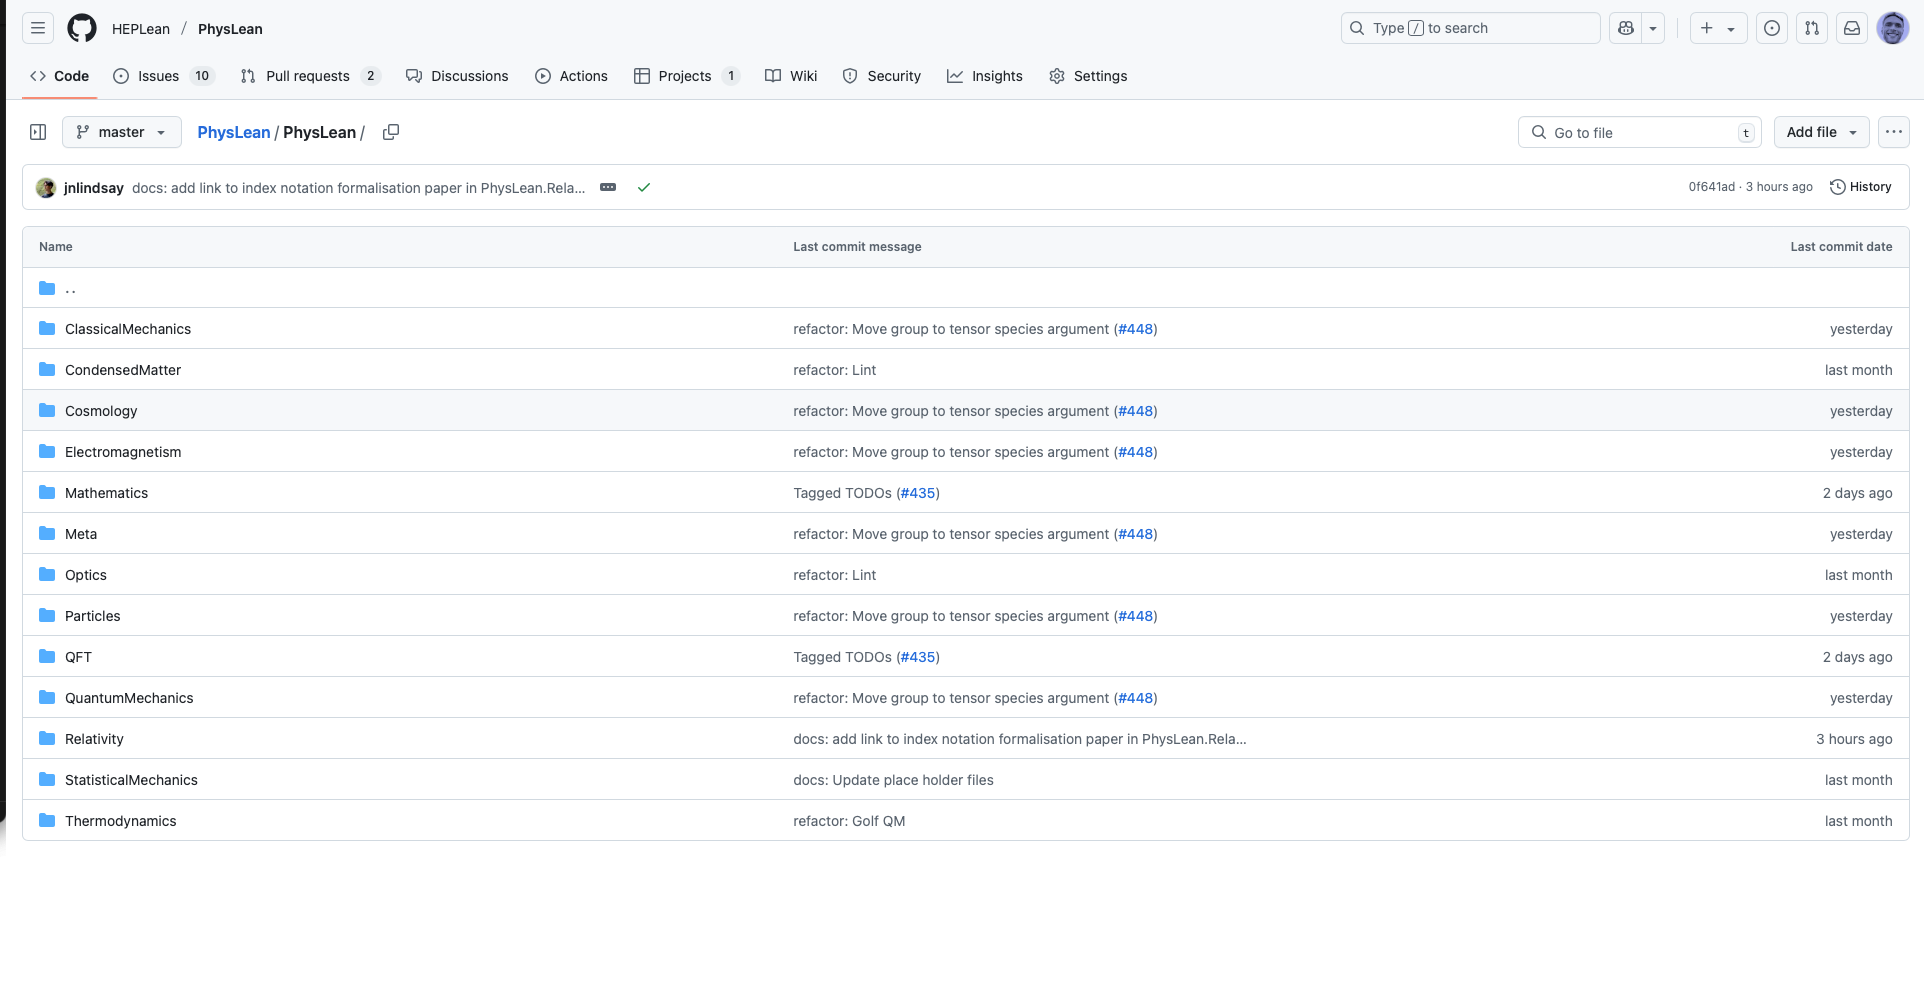 HEPLean / PhysLean
Type / to search
Code
Issues 10
Pull requests 2
Discussions
Actions
Projects 1
Wiki
Security
Insights
Settings
master
PhysLean / PhysLean /
Go to file t
Add file
jnlindsay docs: add link to index notation formalisation paper in PhysLean.Rela...
0f641ad · 3 hours ago
History
Name Last commit message Last commit date
..
ClassicalMechanics refactor: Move group to tensor species argument (#448) yesterday
CondensedMatter refactor: Lint last month
Cosmology refactor: Move group to tensor species argument (#448) yesterday
Electromagnetism refactor: Move group to tensor species argument (#448) yesterday
Mathematics Tagged TODOs (#435) 2 days ago
Meta refactor: Move group to tensor species argument (#448) yesterday
Optics refactor: Lint last month
Particles refactor: Move group to tensor species argument (#448) yesterday
QFT Tagged TODOs (#435) 2 days ago
QuantumMechanics refactor: Move group to tensor species argument (#448) yesterday
Relativity docs: add link to index notation formalisation paper in PhysLean.Rela... 3 hours ago
StatisticalMechanics docs: Update place holder files last month
Thermodynamics refactor: Golf QM last month